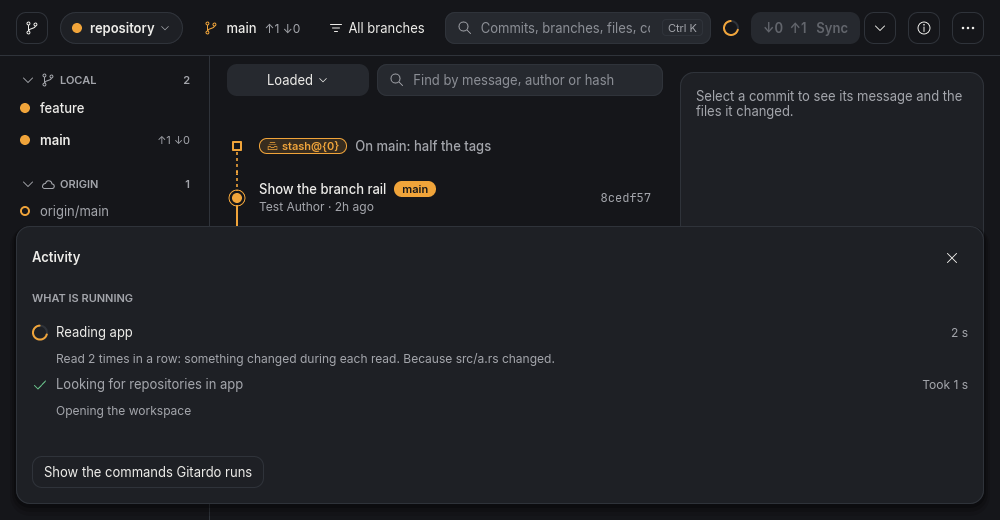 repository
main ↑1 ↓0
All branches
Commits, branches, files, cc
Ctrl K
↓0 ↑1 Sync
LOCAL 2
feature
main ↑1 ↓0
ORIGIN 1
origin/main
Loaded
Find by message, author or hash
stash@{0} On main: half the tags
Show the branch rail main
Test Author · 2h ago
8cedf57
Select a commit to see its message and the
files it changed.
Activity
WHAT IS RUNNING
Reading app 2 s
Read 2 times in a row: something changed during each read. Because src/a.rs changed.
Looking for repositories in app Took 1 s
Opening the workspace
Show the commands Gitardo runs